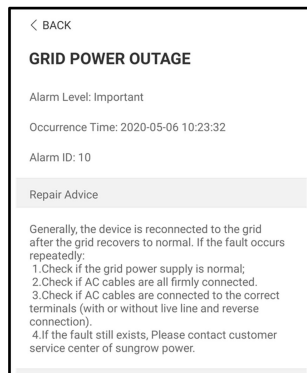 < BACK
GRID POWER OUTAGE
Alarm Level: Important
Occurrence Time: 2020-05-06 10:23:32
Alarm ID: 10
Repair Advice
Generally, the device is reconnected to the grid
after the grid recovers to normal. If the fault occurs
repeatedly:
1.Check if the grid power supply is normal;
2.Check if AC cables are all firmly connected.
3.Check if AC cables are connected to the correct
terminals (with or without live line and reverse
connection).
4.If the fault still exists, Please contact customer
service center of sungrow power.